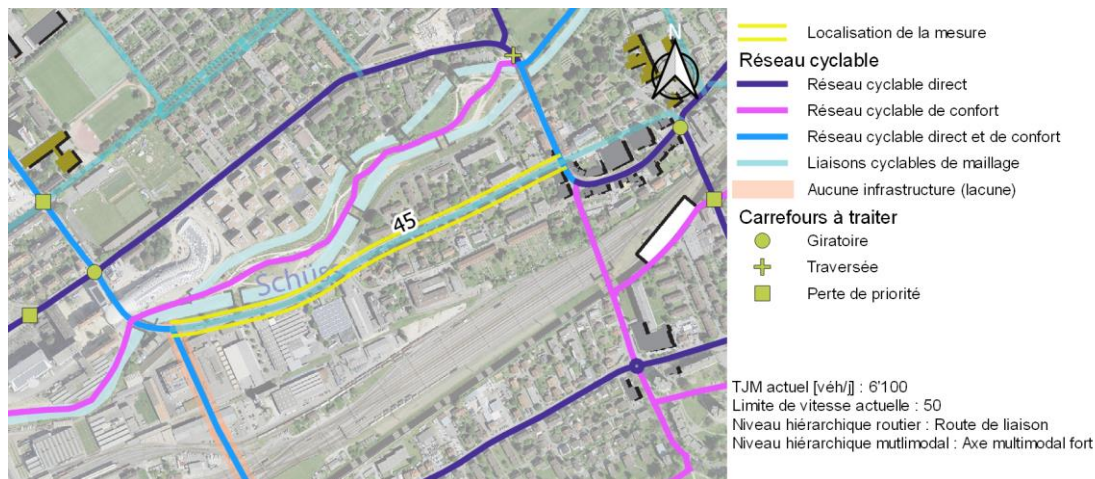 45
Schüs
N
Localisation de la mesure
Réseau cyclable
Réseau cyclable direct
Réseau cyclable de confort
Réseau cyclable direct et de confort
Liaisons cyclables de maillage
Aucune infrastructure (lacune)
Carrefours à traiter
Giratoire
Traversée
Perte de priorité
TJM actuel [véh/j] : 6'100
Limite de vitesse actuelle : 50
Niveau hiérarchique routier : Route de liaison
Niveau hiérarchique mutlimodal : Axe multimodal fort